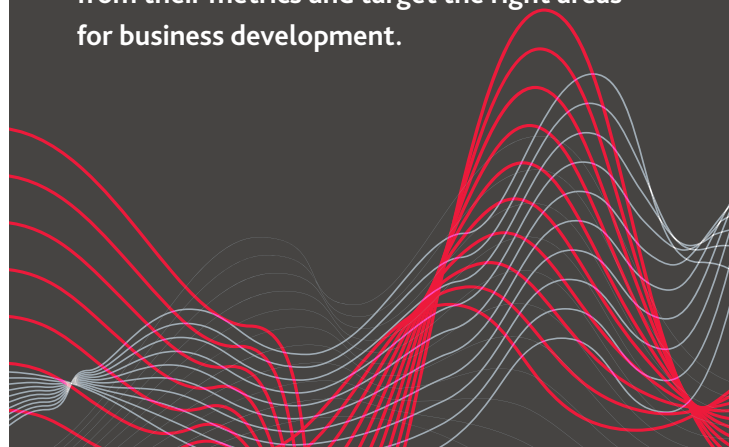 from their metrics and target the right areas
for business development.